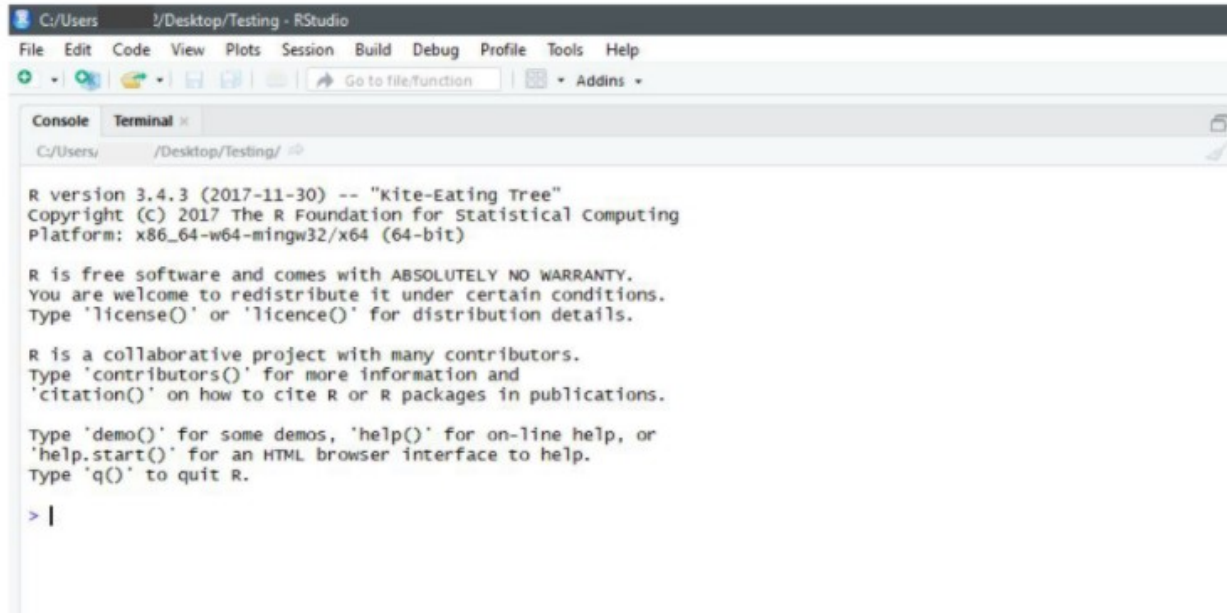 C:/Users 2/Desktop/Testing - RStudio
File Edit Code View Plots Session Build Debug Profile Tools Help
Go to file/function Addins
Console Terminal
C:/Users/ /Desktop/Testing/
R version 3.4.3 (2017-11-30) -- "Kite-Eating Tree"
Copyright (C) 2017 The R Foundation for Statistical Computing
Platform: x86_64-w64-mingw32/x64 (64-bit)
R is free software and comes with ABSOLUTELY NO WARRANTY.
You are welcome to redistribute it under certain conditions.
Type 'license()' or 'licence()' for distribution details.
R is a collaborative project with many contributors.
Type 'contributors()' for more information and
'citation()' on how to cite R or R packages in publications.
Type 'demo()' for some demos, 'help()' for on-line help, or
'help.start()' for an HTML browser interface to help.
Type 'q()' to quit R.
>